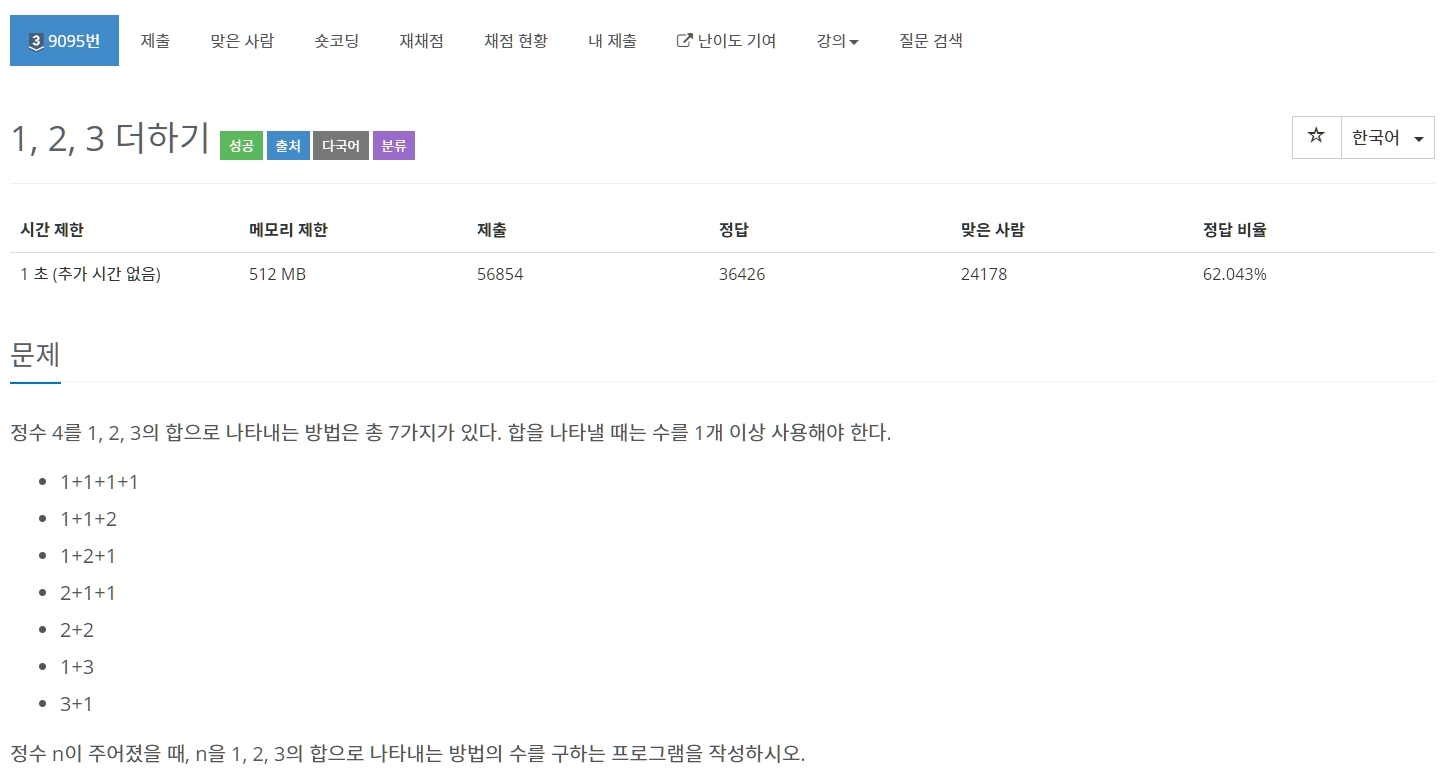 3 9095번 제출 맞은 사람 숏코딩 재채점 채점 현황 내 제출 난이도 기여 강의 질문 검색
1, 2, 3 더하기 성공 출처 다국어 분류 한국어
시간 제한 메모리 제한 제출 정답 맞은 사람 정답 비율
1 초 (추가 시간 없음) 512 MB 56854 36426 24178 62.043%
문제
정수 4를 1, 2, 3의 합으로 나타내는 방법은 총 7가지가 있다. 합을 나타낼 때는 수를 1개 이상 사용해야 한다.
1+1+1+1
1+1+2
1+2+1
2+1+1
2+2
1+3
3+1
정수 n이 주어졌을 때, n을 1, 2, 3의 합으로 나타내는 방법의 수를 구하는 프로그램을 작성하시오.